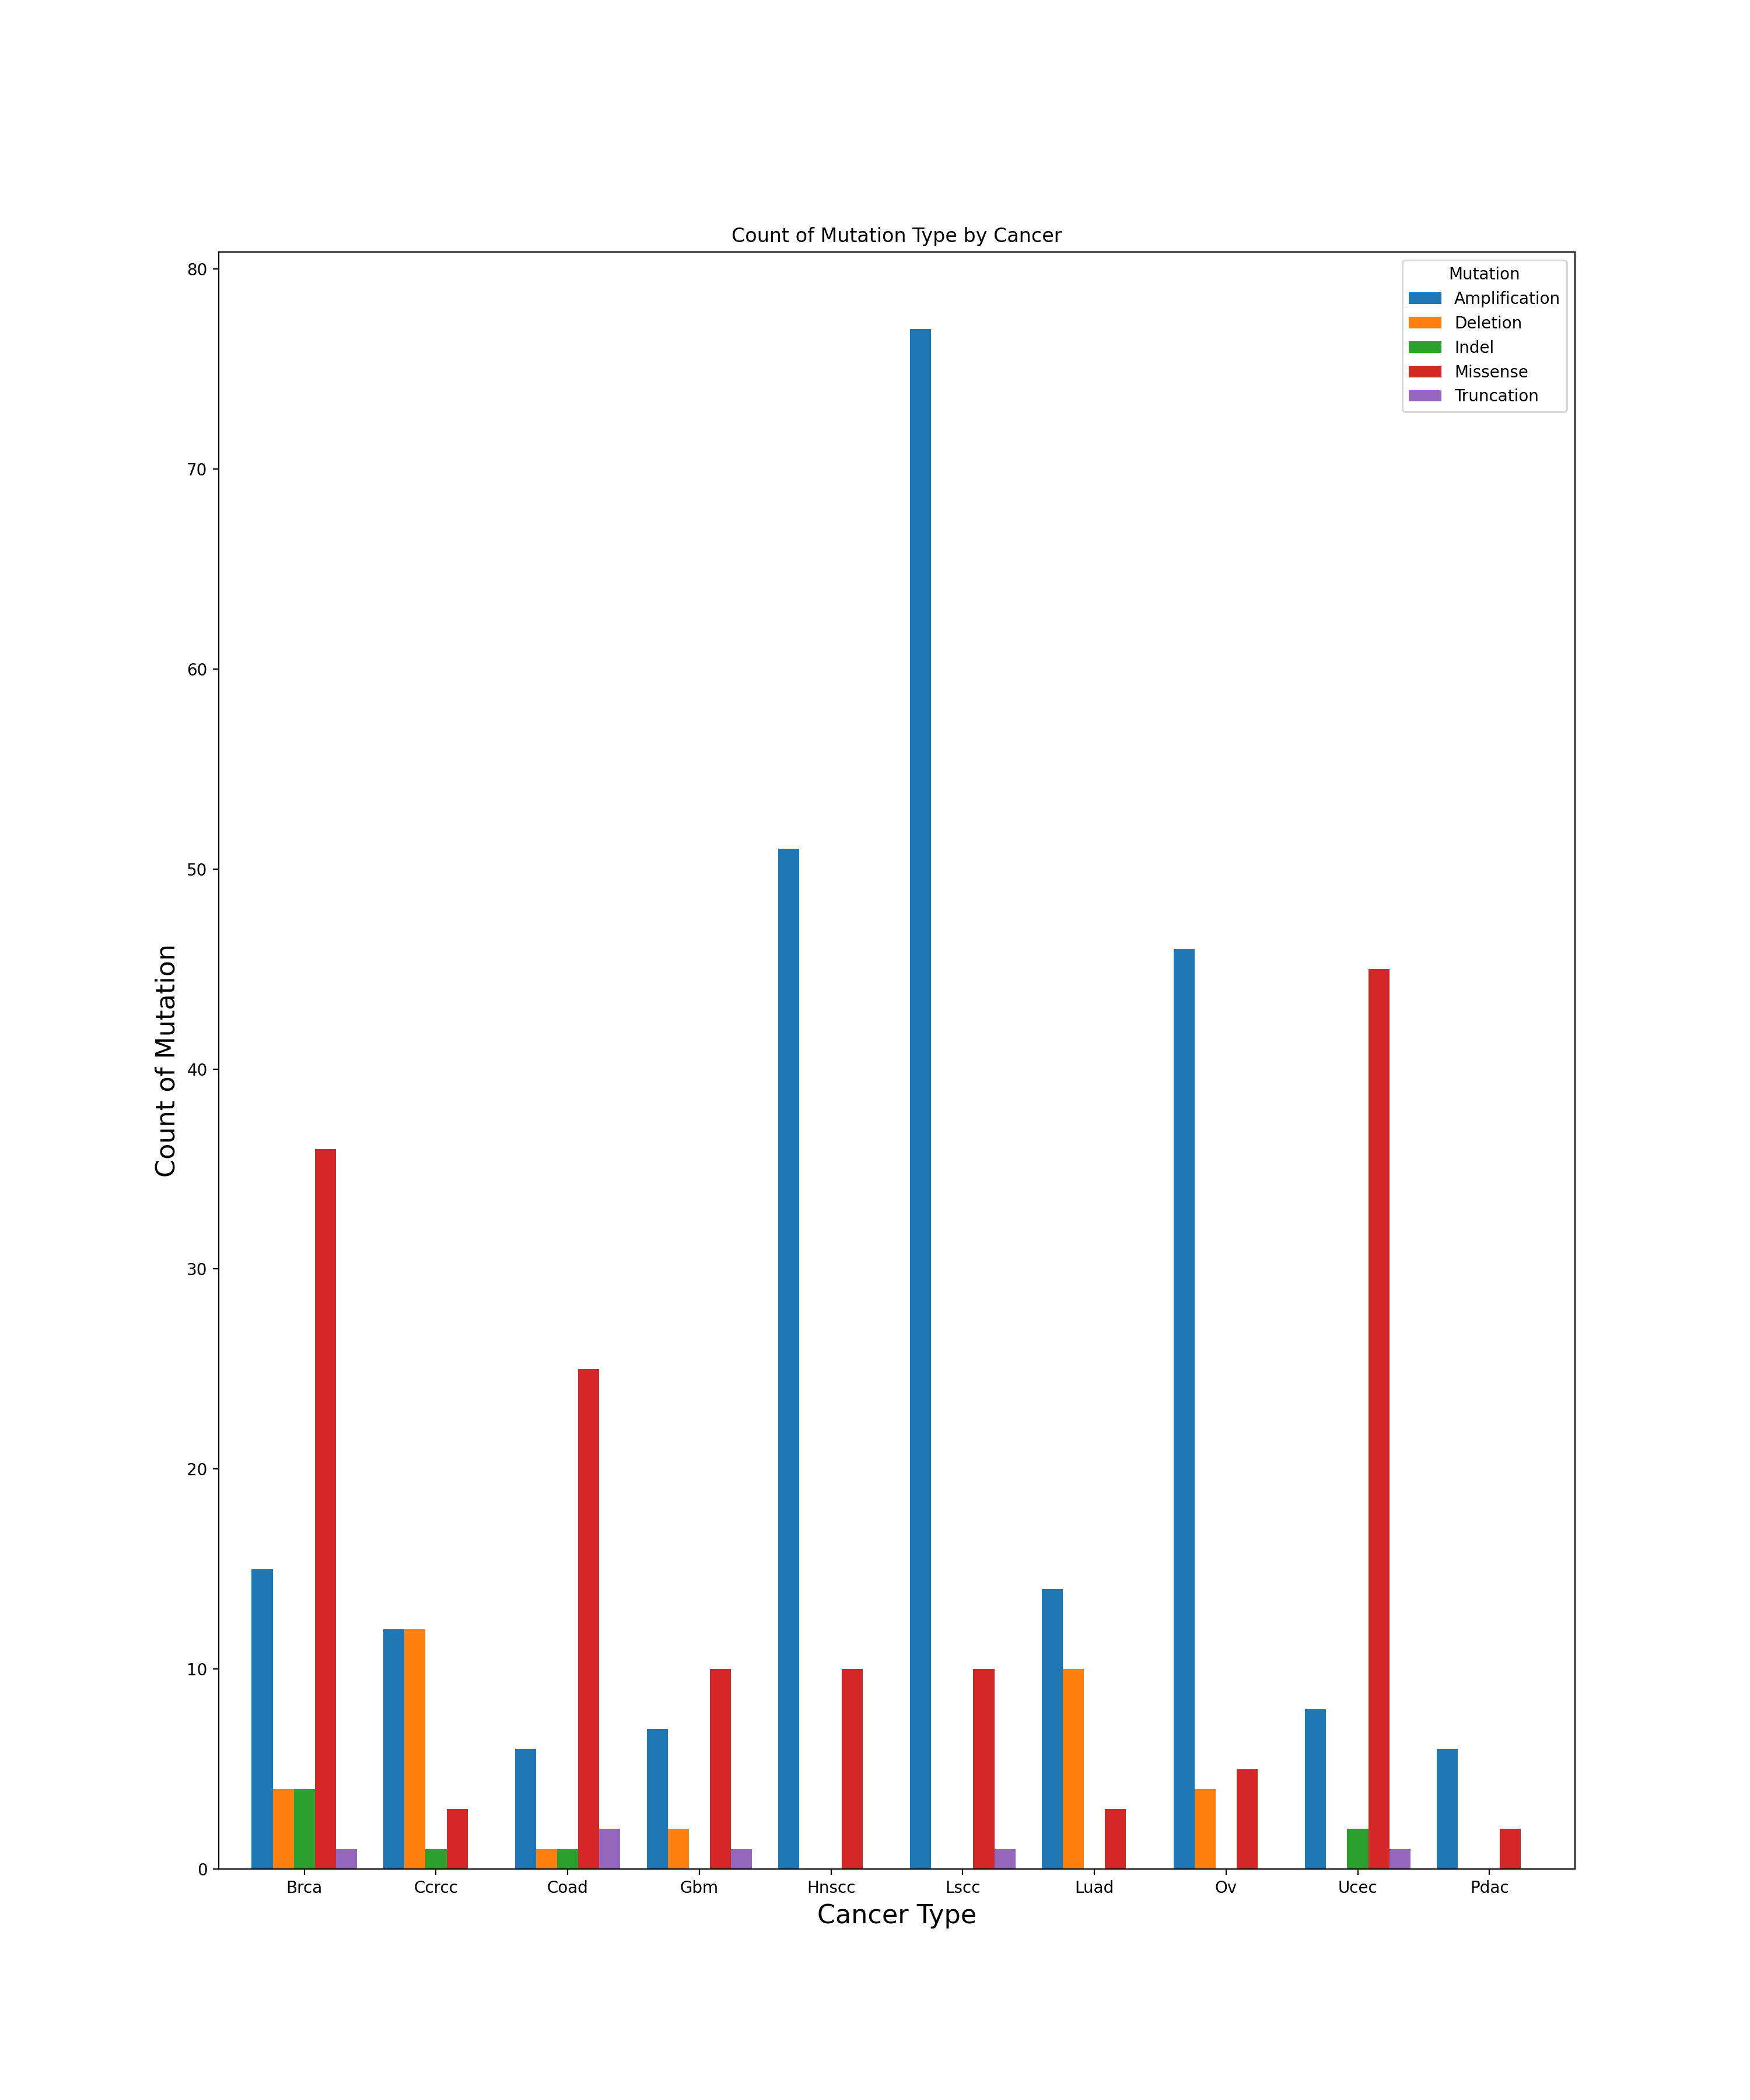 Count of Mutation Type by Cancer
Mutation
Amplification
Deletion
Indel
Missense
Truncation
80
70
60
50
40
30
20
10
0
Count of Mutation
Brca Ccrcc Coad Gbm Hnscc Lscc Luad Ov Ucec Pdac
Cancer Type